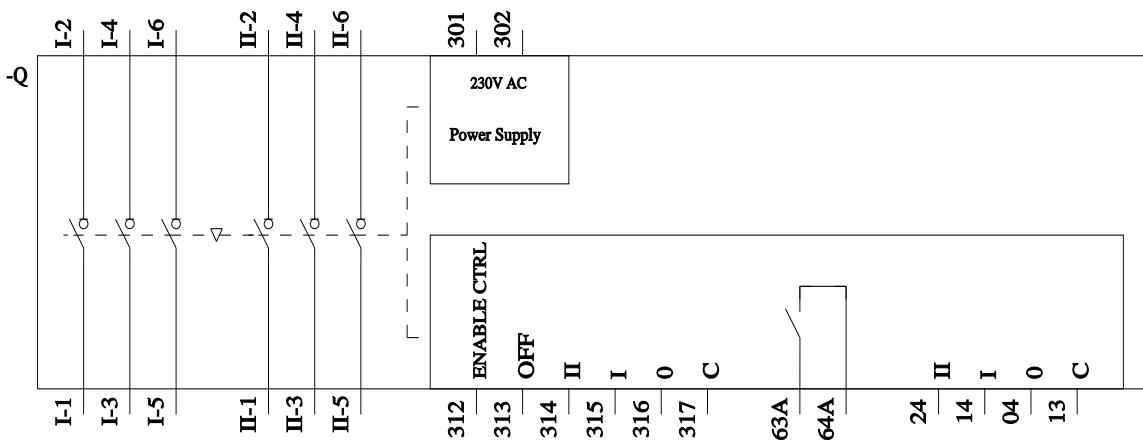 I-2 I-4 I-6 II-2 II-4 II-6 301 302
-Q
230V AC
Power Supply
ENABLE CTRL OFF II I 0 C II I 0 C
I-1 I-3 I-5 II-1 II-3 II-5 312 313 314 315 316 317 63A 64A 24 14 04 13